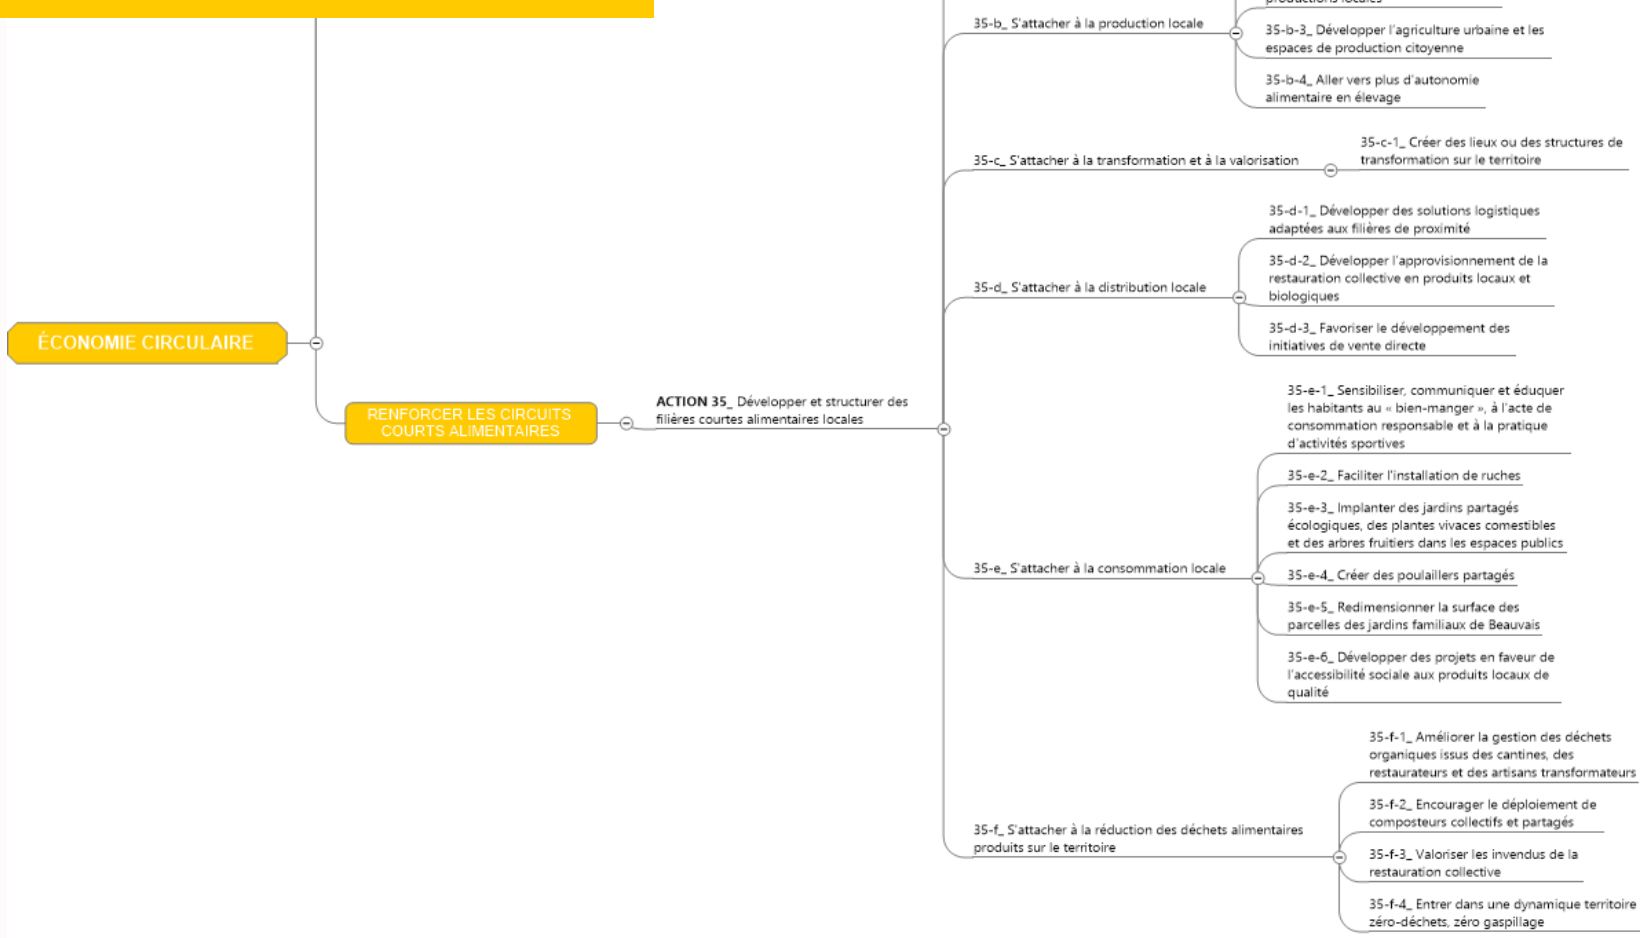 productions locales
35-b_ S'attacher à la production locale
35-b-3_ Développer l'agriculture urbaine et les
espaces de production citoyenne
35-b-4_ Aller vers plus d'autonomie
alimentaire en élevage
35-c_ S'attacher à la transformation et à la valorisation
35-c-1_ Créer des lieux ou des structures de
transformation sur le territoire
35-d_ S'attacher à la distribution locale
35-d-1_ Développer des solutions logistiques
adaptées aux filières de proximité
35-d-2_ Développer l'approvisionnement de la
restauration collective en produits locaux et
biologiques
35-d-3_ Favoriser le développement des
initiatives de vente directe
ÉCONOMIE CIRCULAIRE
RENFORCER LES CIRCUITS
COURTS ALIMENTAIRES
ACTION 35_ Développer et structurer des
filières courtes alimentaires locales
35-e_ S'attacher à la consommation locale
35-e-1_ Sensibiliser, communiquer et éduquer
les habitants au « bien-manger », à l'acte de
consommation responsable et à la pratique
d'activités sportives
35-e-2_ Faciliter l'installation de ruches
35-e-3_ Implanter des jardins partagés
écologiques, des plantes vivaces comestibles
et des arbres fruitiers dans les espaces publics
35-e-4_ Créer des poulaillers partagés
35-e-5_ Redimensionner la surface des
parcelles des jardins familiaux de Beauvais
35-e-6_ Développer des projets en faveur de
l'accessibilité sociale aux produits locaux de
qualité
35-f_ S'attacher à la réduction des déchets alimentaires
produits sur le territoire
35-f-1_ Améliorer la gestion des déchets
organiques issus des cantines, des
restaurateurs et des artisans transformateurs
35-f-2_ Encourager le déploiement de
composteurs collectifs et partagés
35-f-3_ Valoriser les invendus de la
restauration collective
35-f-4_ Entrer dans une dynamique territoire
zéro-déchets, zéro gaspillage